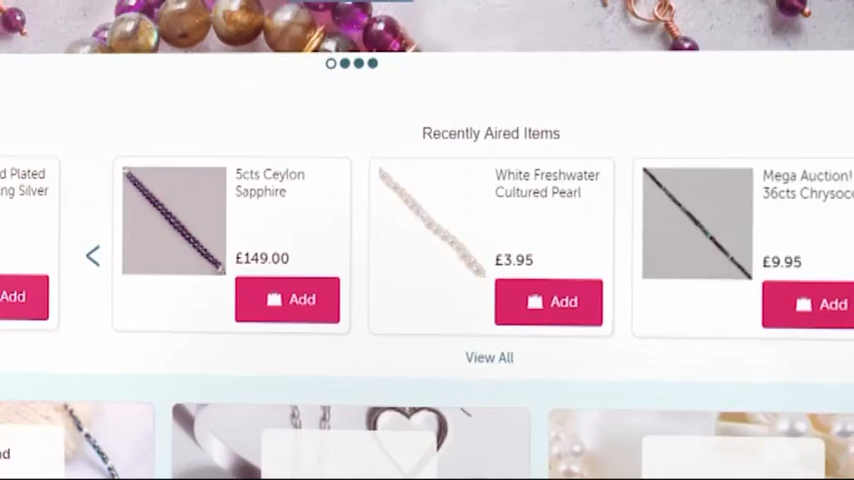 Recently Aired Items
d Plated
ng Silver
Add
<
5cts Ceylon
Sapphire
£149.00
Add
White Freshwater
Cultured Pearl
£3.95
Add
Mega Auction!
36cts Chrysoc
£9.95
Add
View All
nd